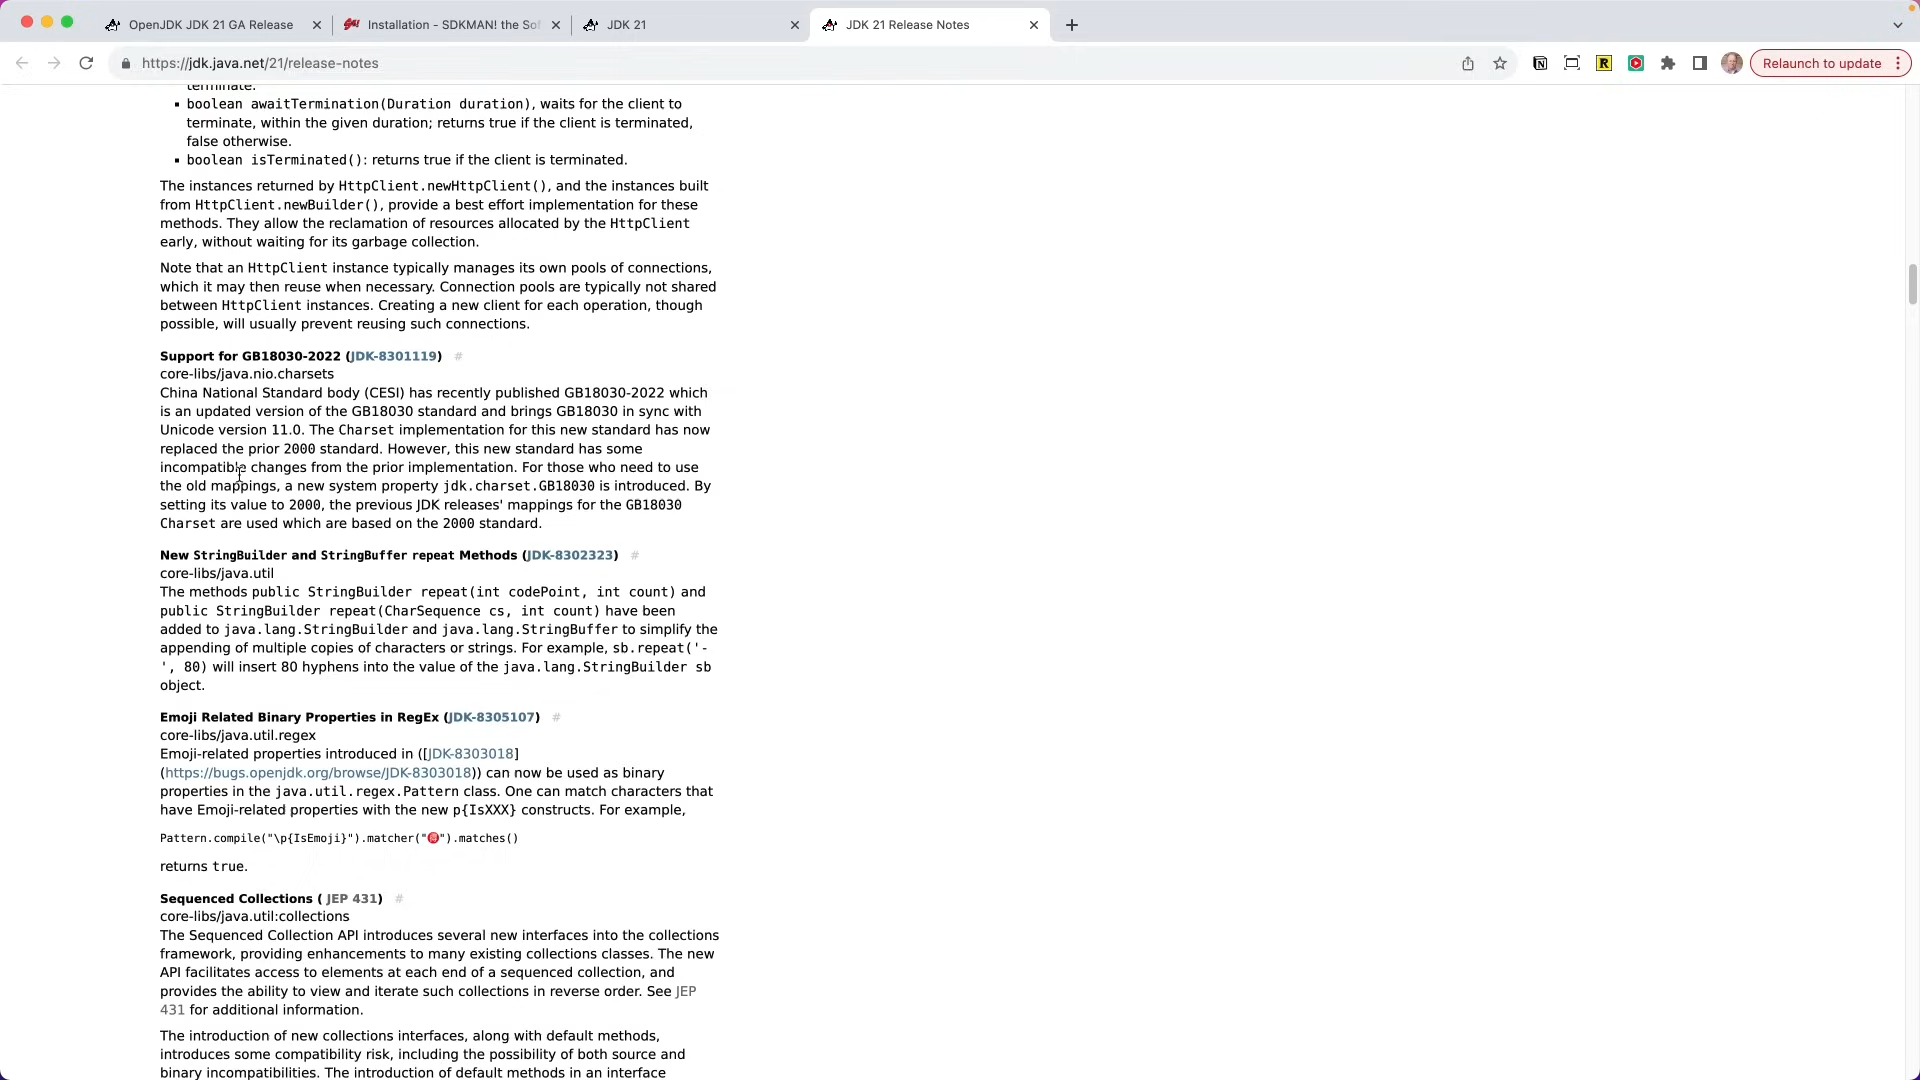 OpenJDK JDK 21 GA Release
Installation - SDKMAN! the Sof
JDK 21
JDK 21 Release Notes
https://jdk.java.net/21/release-notes
Relaunch to update
terminate.
▪ boolean awaitTermination(Duration duration), waits for the client to
terminate, within the given duration; returns true if the client is terminated,
false otherwise.
▪ boolean isTerminated(): returns true if the client is terminated.
The instances returned by HttpClient.newHttpClient(), and the instances built
from HttpClient.newBuilder(), provide a best effort implementation for these
methods. They allow the reclamation of resources allocated by the HttpClient
early, without waiting for its garbage collection.
Note that an HttpClient instance typically manages its own pools of connections,
which it may then reuse when necessary. Connection pools are typically not shared
between HttpClient instances. Creating a new client for each operation, though
possible, will usually prevent reusing such connections.
Support for GB18030-2022 (JDK-8301119) #
core-libs/java.nio.charsets
China National Standard body (CESI) has recently published GB18030-2022 which
is an updated version of the GB18030 standard and brings GB18030 in sync with
Unicode version 11.0. The Charset implementation for this new standard has now
replaced the prior 2000 standard. However, this new standard has some
incompatible changes from the prior implementation. For those who need to use
the old mappings, a new system property jdk.charset.GB18030 is introduced. By
setting its value to 2000, the previous JDK releases' mappings for the GB18030
Charset are used which are based on the 2000 standard.
New StringBuilder and StringBuffer repeat Methods (JDK-8302323) #
core-libs/java.util
The methods public StringBuilder repeat(int codePoint, int count) and
public StringBuilder repeat(CharSequence cs, int count) have been
added to java.lang.StringBuilder and java.lang.StringBuffer to simplify the
appending of multiple copies of characters or strings. For example, sb.repeat('-
', 80) will insert 80 hyphens into the value of the java.lang.StringBuilder sb
object.
Emoji Related Binary Properties in RegEx (JDK-8305107) #
core-libs/java.util.regex
Emoji-related properties introduced in ([JDK-8303018]
(https://bugs.openjdk.org/browse/JDK-8303018)) can now be used as binary
properties in the java.util.regex.Pattern class. One can match characters that
have Emoji-related properties with the new p{IsXXX} constructs. For example,
Pattern.compile("\p{IsEmoji}").matcher("🉐").matches()
returns true.
Sequenced Collections ( JEP 431) #
core-libs/java.util:collections
The Sequenced Collection API introduces several new interfaces into the collections
framework, providing enhancements to many existing collections classes. The new
API facilitates access to elements at each end of a sequenced collection, and
provides the ability to view and iterate such collections in reverse order. See JEP
431 for additional information.
The introduction of new collections interfaces, along with default methods,
introduces some compatibility risk, including the possibility of both source and
binary incompatibilities. The introduction of default methods in an interface